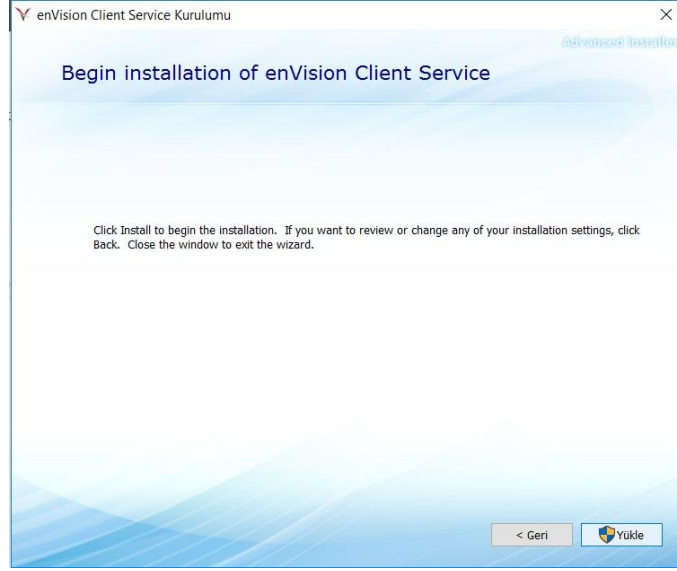 enVision Client Service Kurulumu
Advanced Installer
Begin installation of enVision Client Service
Click Install to begin the installation.  If you want to review or change any of your installation settings, click
Back.  Close the window to exit the wizard.
< Geri
Yükle